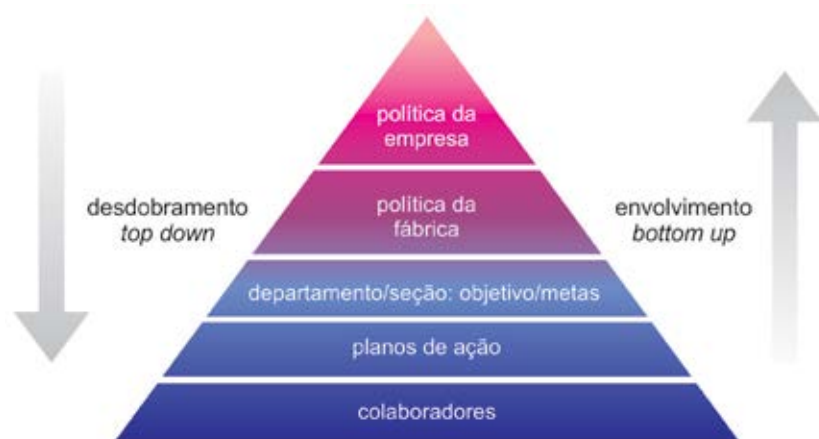 política da
empresa
desdobramento
top down
política da
fábrica
envolvimento
bottom up
departamento/seção: objetivo/metas
planos de ação
colaboradores